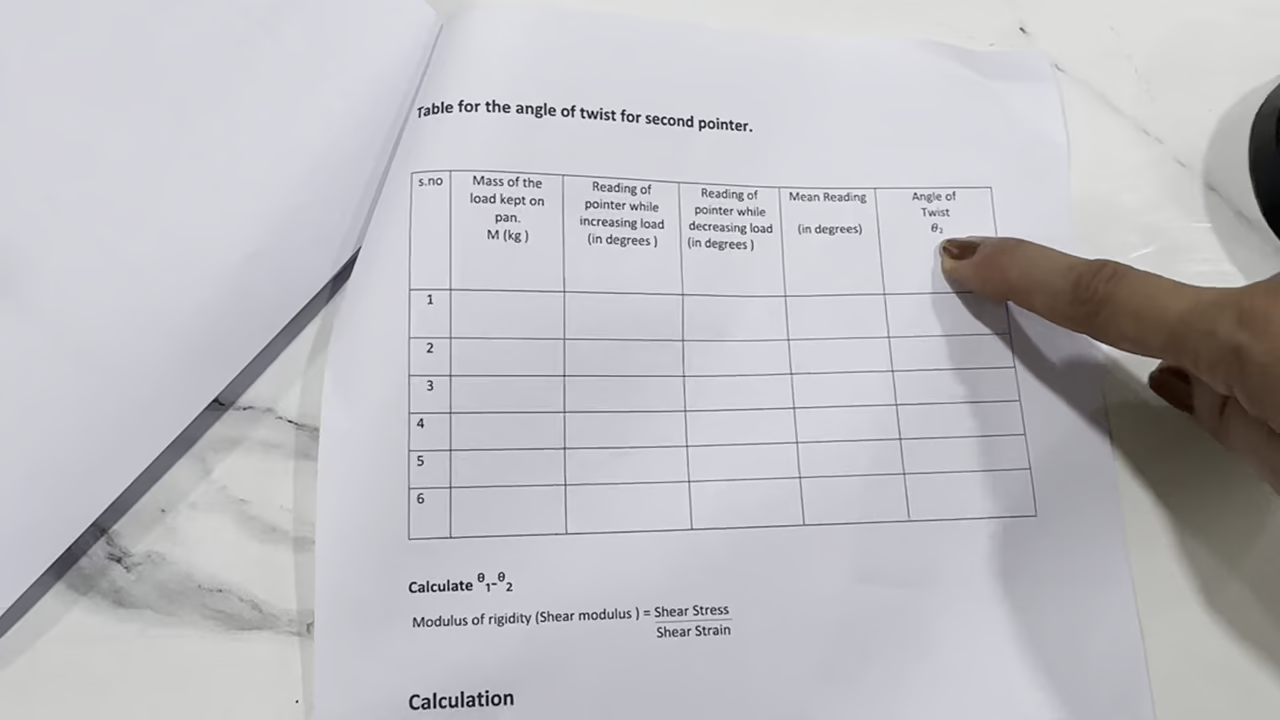 Table for the angle of twist for second pointer.
s.no
Mass of the
load kept on
pan.
M (kg )
Reading of
pointer while
increasing load
(in degrees )
Reading of
pointer while
decreasing load
(in degrees )
Mean Reading
(in degrees)
Angle of
Twist
θ₂
1
2
3
4
5
6
Calculate θ₁-θ₂
Modulus of rigidity (Shear modulus ) = Shear Stress
Shear Strain
Calculation